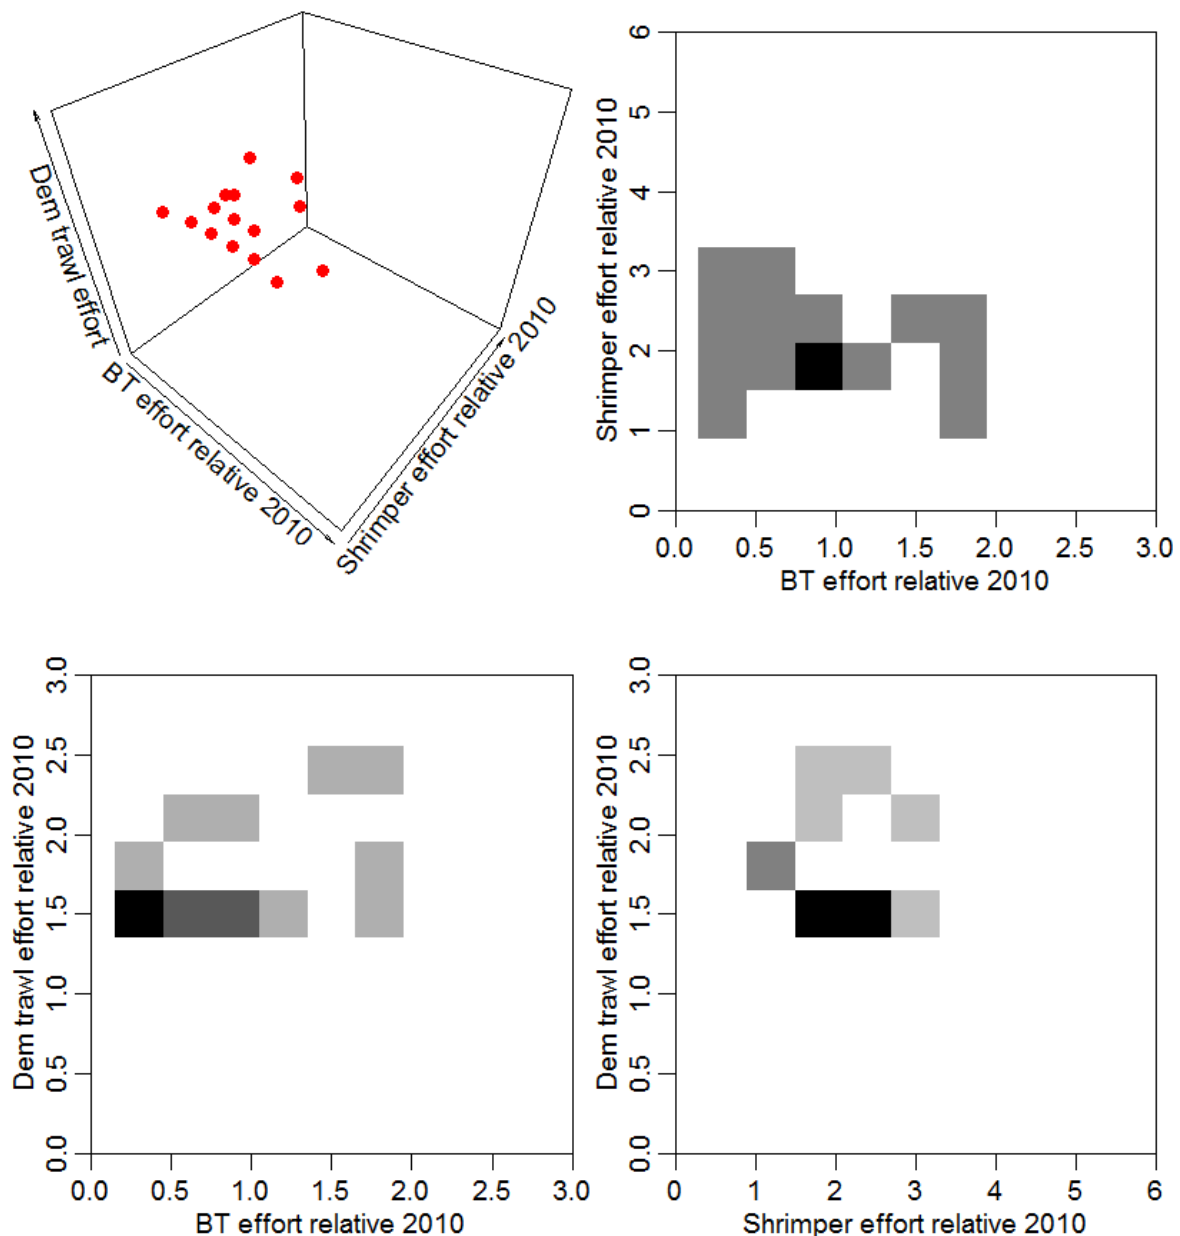 Dem trawl effort
BT effort relative 2010
Shrimper effort relative 2010
Shrimper effort relative 2010
6
5
4
3
2
1
0
0.0 0.5 1.0 1.5 2.0 2.5 3.0
BT effort relative 2010
Dem trawl effort relative 2010
3.0
2.5
2.0
1.5
1.0
0.5
0.0
0.0 0.5 1.0 1.5 2.0 2.5 3.0
BT effort relative 2010
Dem trawl effort relative 2010
3.0
2.5
2.0
1.5
1.0
0.5
0.0
0 1 2 3 4 5 6
Shrimper effort relative 2010